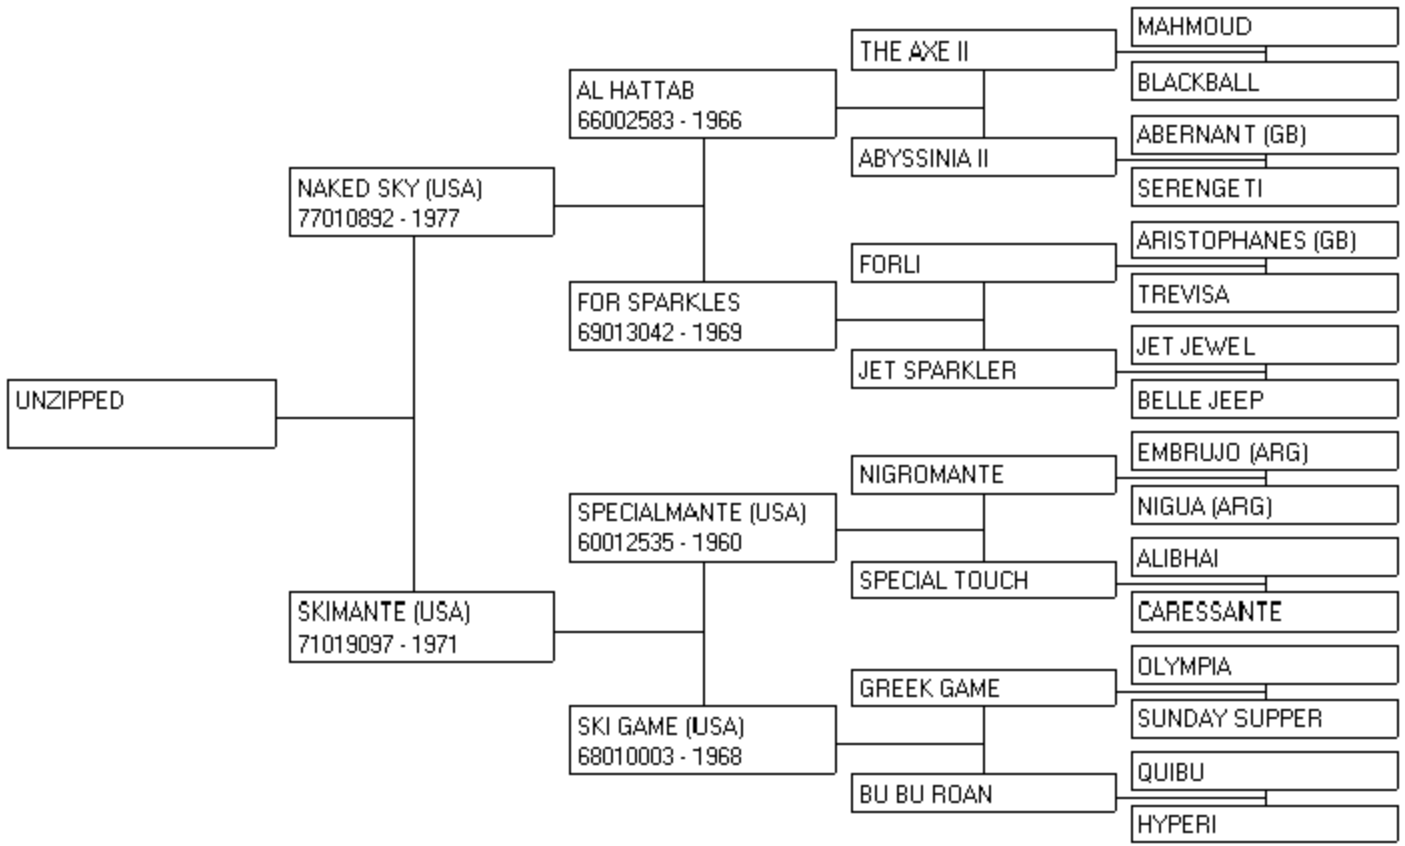 MAHMOUD
THE AXE II
BLACKBALL
AL HATTAB
66002583 - 1966
ABERNANT (GB)
ABYSSINIA II
SERENGETI
NAKED SKY (USA)
77010892 - 1977
ARISTOPHANES (GB)
FORLI
TREVISA
FOR SPARKLES
69013042 - 1969
JET JEWEL
JET SPARKLER
BELLE JEEP
UNZIPPED
EMBRUJO (ARG)
NIGROMANTE
NIGUA (ARG)
SPECIALMANTE (USA)
60012535 - 1960
ALIBHAI
SPECIAL TOUCH
CARESSANTE
SKIMANTE (USA)
71019097 - 1971
OLYMPIA
GREEK GAME
SUNDAY SUPPER
SKI GAME (USA)
68010003 - 1968
QUIBU
BU BU ROAN
HYPERI